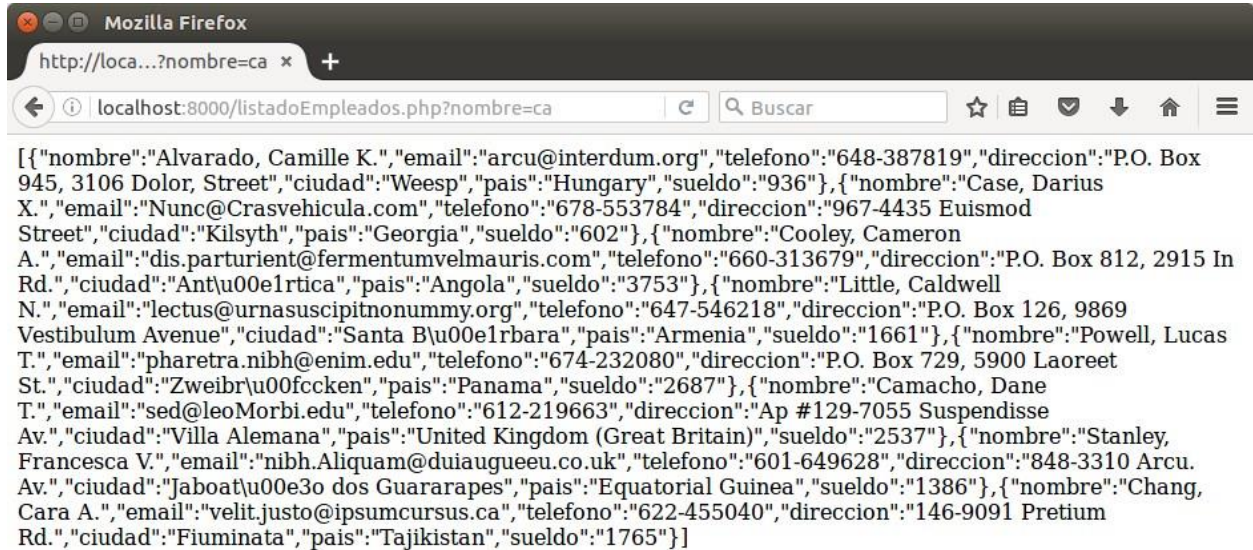 Mozilla Firefox
http://loca...?nombre=ca × +
localhost:8000/listadoEmpleados.php?nombre=ca Buscar
[{"nombre":"Alvarado, Camille K.","email":"arcu@interdum.org","telefono":"648-387819","direccion":"P.O. Box
945, 3106 Dolor, Street","ciudad":"Weesp","pais":"Hungary","sueldo":"936"},{"nombre":"Case, Darius
X.","email":"Nunc@Crasvehicula.com","telefono":"678-553784","direccion":"967-4435 Euismod
Street","ciudad":"Kilsyth","pais":"Georgia","sueldo":"602"},{"nombre":"Cooley, Cameron
A.","email":"dis.parturient@fermentumvelmauris.com","telefono":"660-313679","direccion":"P.O. Box 812, 2915 In
Rd.","ciudad":"Ant\u00e1rtica","pais":"Angola","sueldo":"3753"},{"nombre":"Little, Caldwell
N.","email":"lectus@urnasuscipitnonummy.org","telefono":"647-546218","direccion":"P.O. Box 126, 9869
Vestibulum Avenue","ciudad":"Santa B\u00e1rbara","pais":"Armenia","sueldo":"1661"},{"nombre":"Powell, Lucas
T.","email":"pharetra.nibh@enim.edu","telefono":"674-232080","direccion":"P.O. Box 729, 5900 Laoreet
St.","ciudad":"Zweibr\u00fccken","pais":"Panama","sueldo":"2687"},{"nombre":"Camacho, Dane
T.","email":"sed@leoMorbi.edu","telefono":"612-219663","direccion":"Ap #129-7055 Suspendisse
Av.","ciudad":"Villa Alemana","pais":"United Kingdom (Great Britain)","sueldo":"2537"},{"nombre":"Stanley,
Francesca V.","email":"nibh.Aliquam@duiaugueeu.co.uk","telefono":"601-649628","direccion":"848-3310 Arcu.
Av.","ciudad":"Jaboat\u00e3o dos Guararapes","pais":"Equatorial Guinea","sueldo":"1386"},{"nombre":"Chang,
Cara A.","email":"velit.justo@ipsumcursus.ca","telefono":"622-455040","direccion":"146-9091 Pretium
Rd.","ciudad":"Fiuminata","pais":"Tajikistan","sueldo":"1765"}]